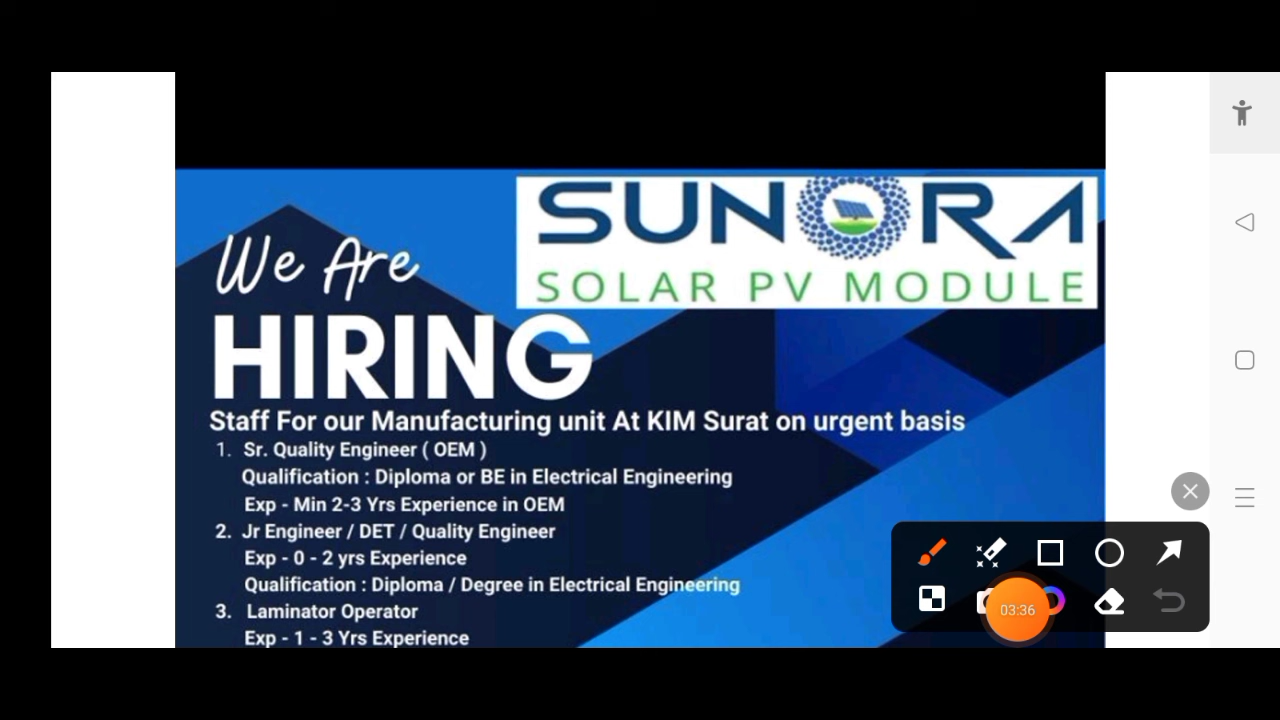 SUNORA
SOLAR PV MODULE
We Are
HIRING
Staff For our Manufacturing unit At KIM Surat on urgent basis
1. Sr. Quality Engineer ( OEM )
Qualification : Diploma or BE in Electrical Engineering
Exp - Min 2-3 Yrs Experience in OEM
2. Jr Engineer / DET / Quality Engineer
Exp - 0 - 2 yrs Experience
Qualification : Diploma / Degree in Electrical Engineering
3. Laminator Operator
Exp - 1 - 3 Yrs Experience
03:36